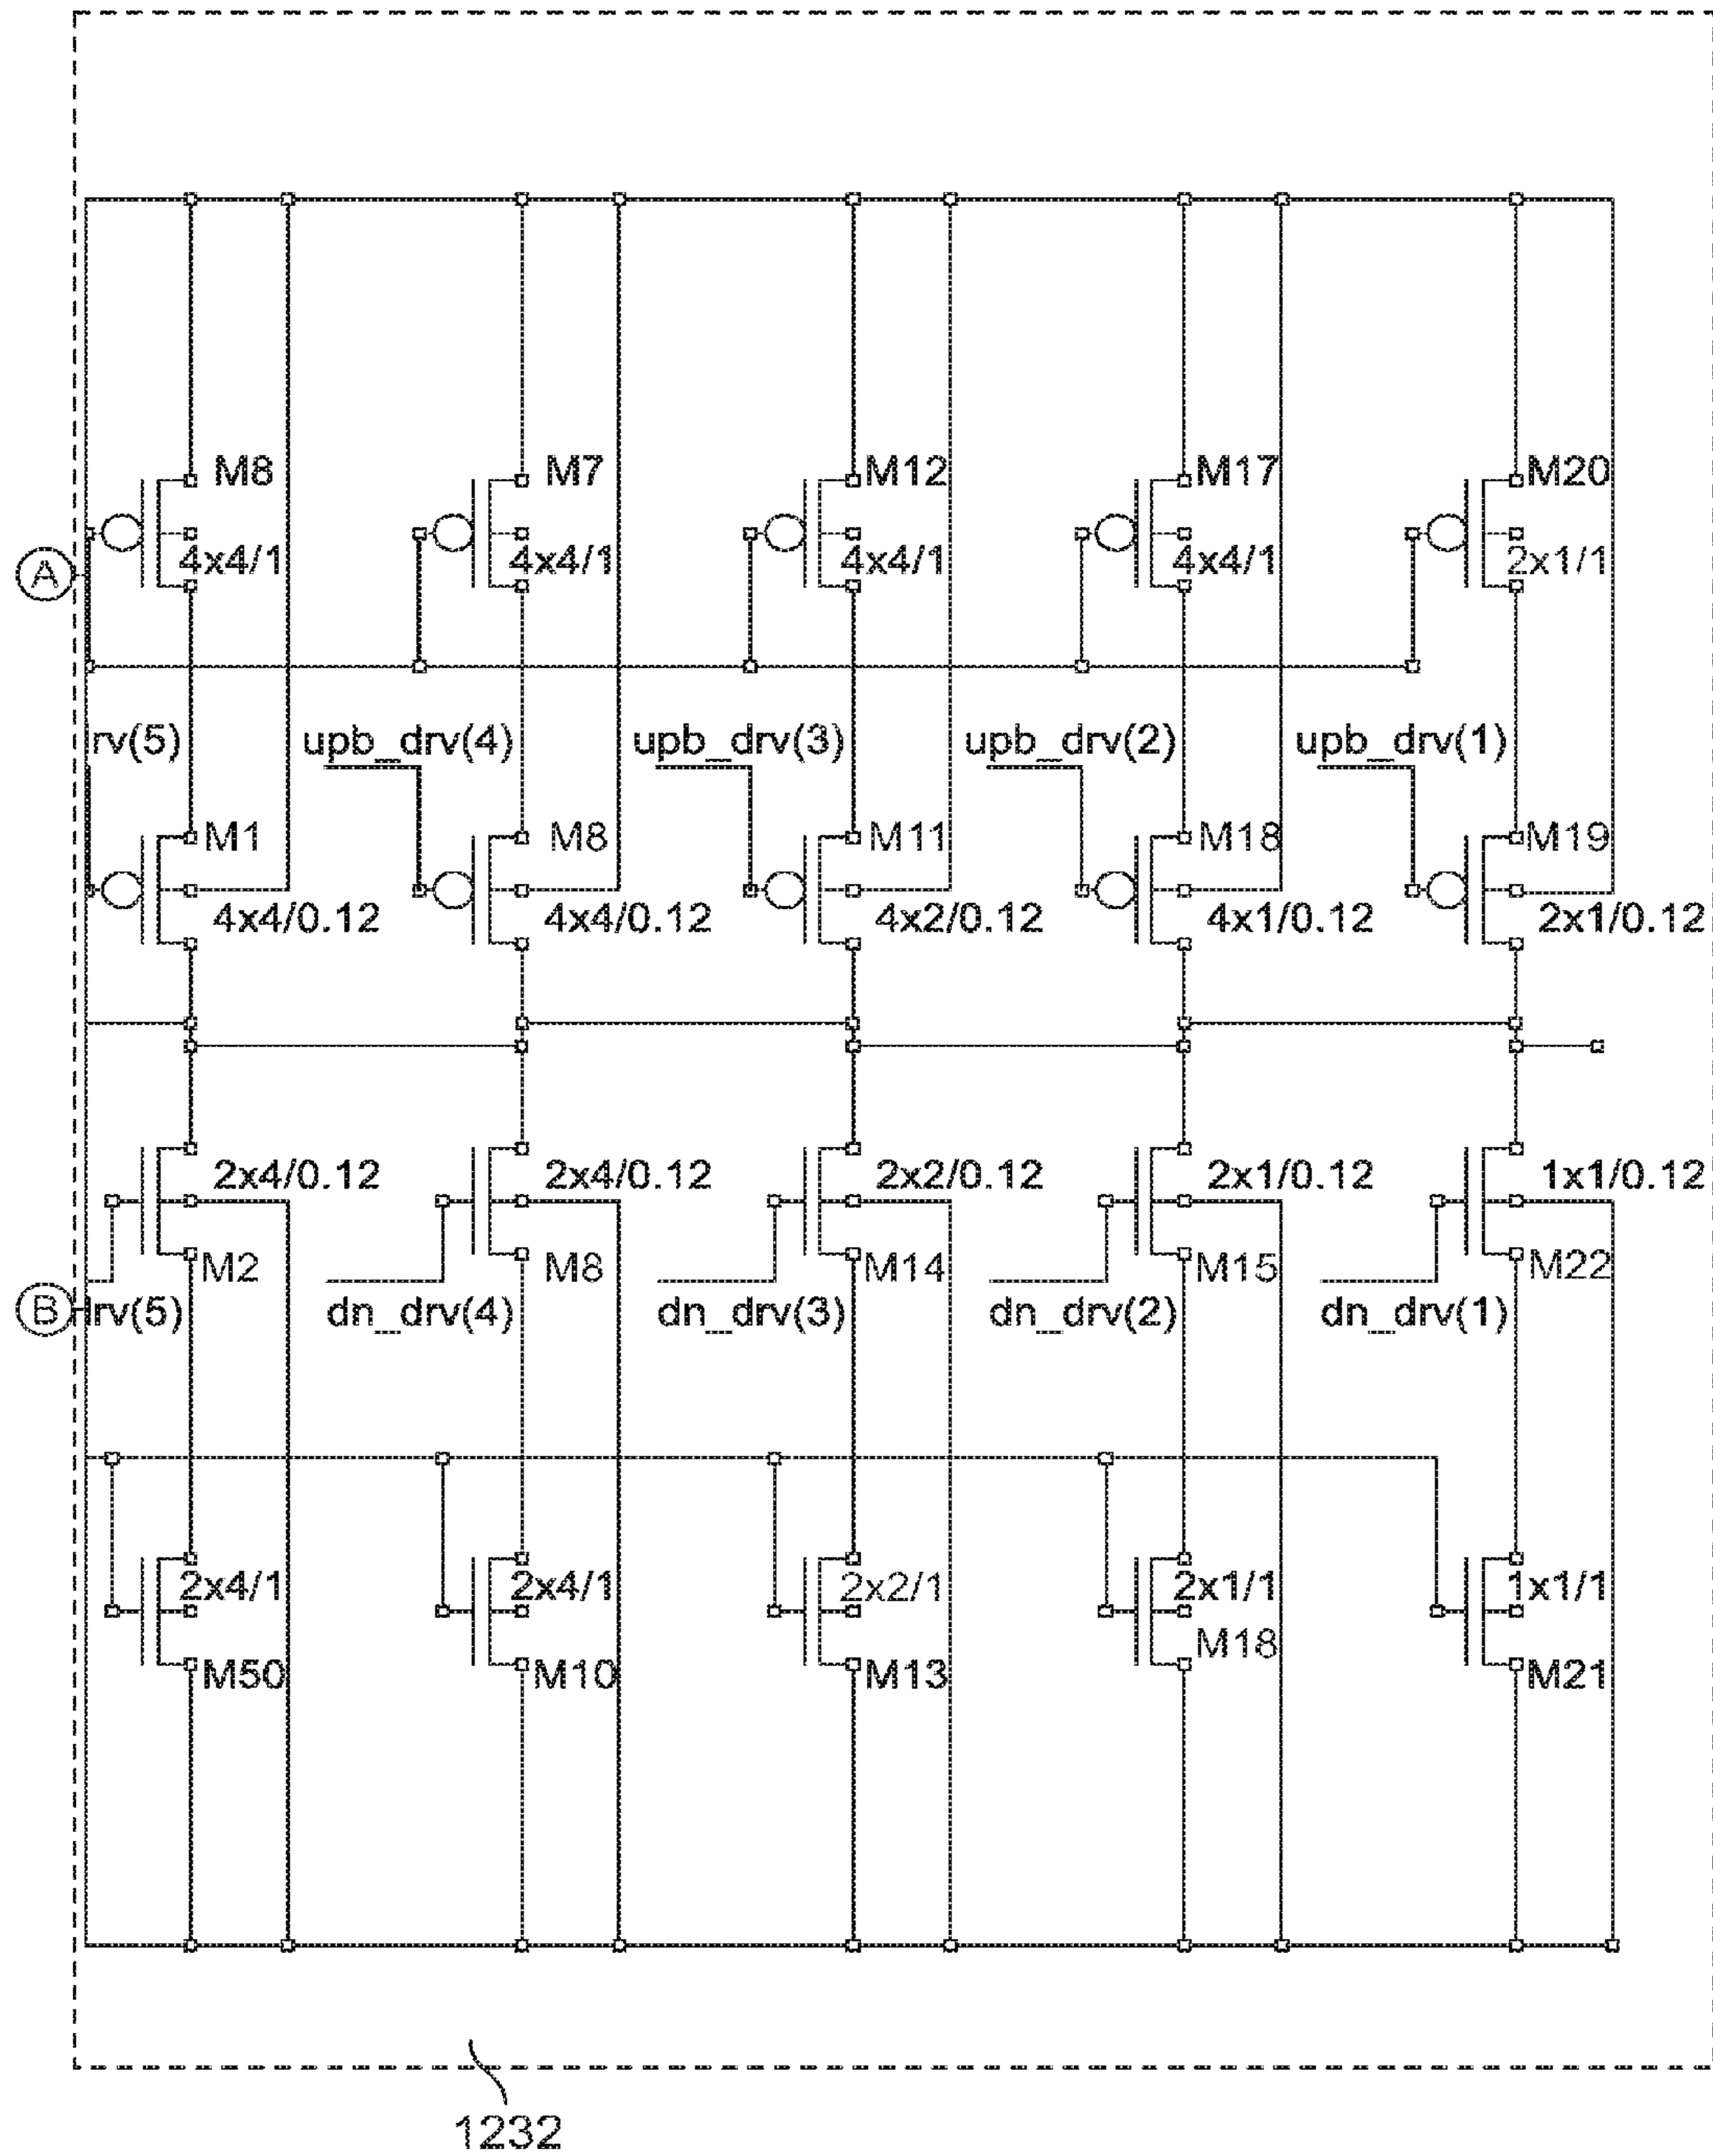 M8 M7 M12 M17 M20
A 4x4/1 4x4/1 4x4/1 4x4/1 2x1/1
rv(5) upb_drv(4) upb_drv(3) upb_drv(2) upb_drv(1)
M1 M8 M11 M18 M19
4x4/0.12 4x4/0.12 4x2/0.12 4x1/0.12 2x1/0.12
2x4/0.12 2x4/0.12 2x2/0.12 2x1/0.12 1x1/0.12
M2 M8 M14 M15 M22
B lrv(5) dn_drv(4) dn_drv(3) dn_drv(2) dn_drv(1)
2x4/1 2x4/1 2x2/1 2x1/1 1x1/1
M50 M10 M13 M18 M21
1232